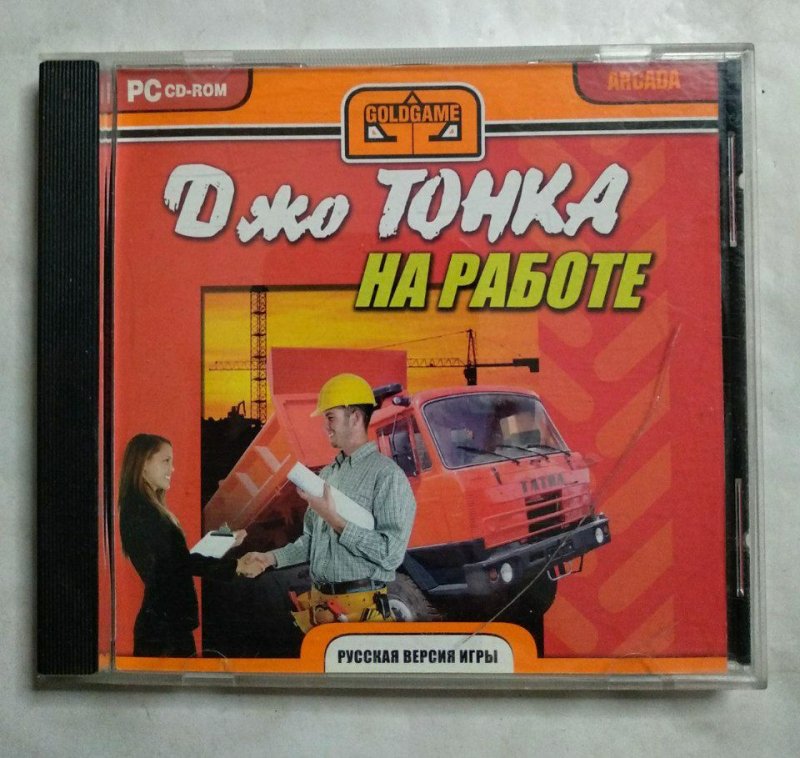 PC CD-ROM
ARCADA
GOLDGAME
Джо ТОНКА
НА РАБОТЕ
TATRA
РУССКАЯ ВЕРСИЯ ИГРЫ